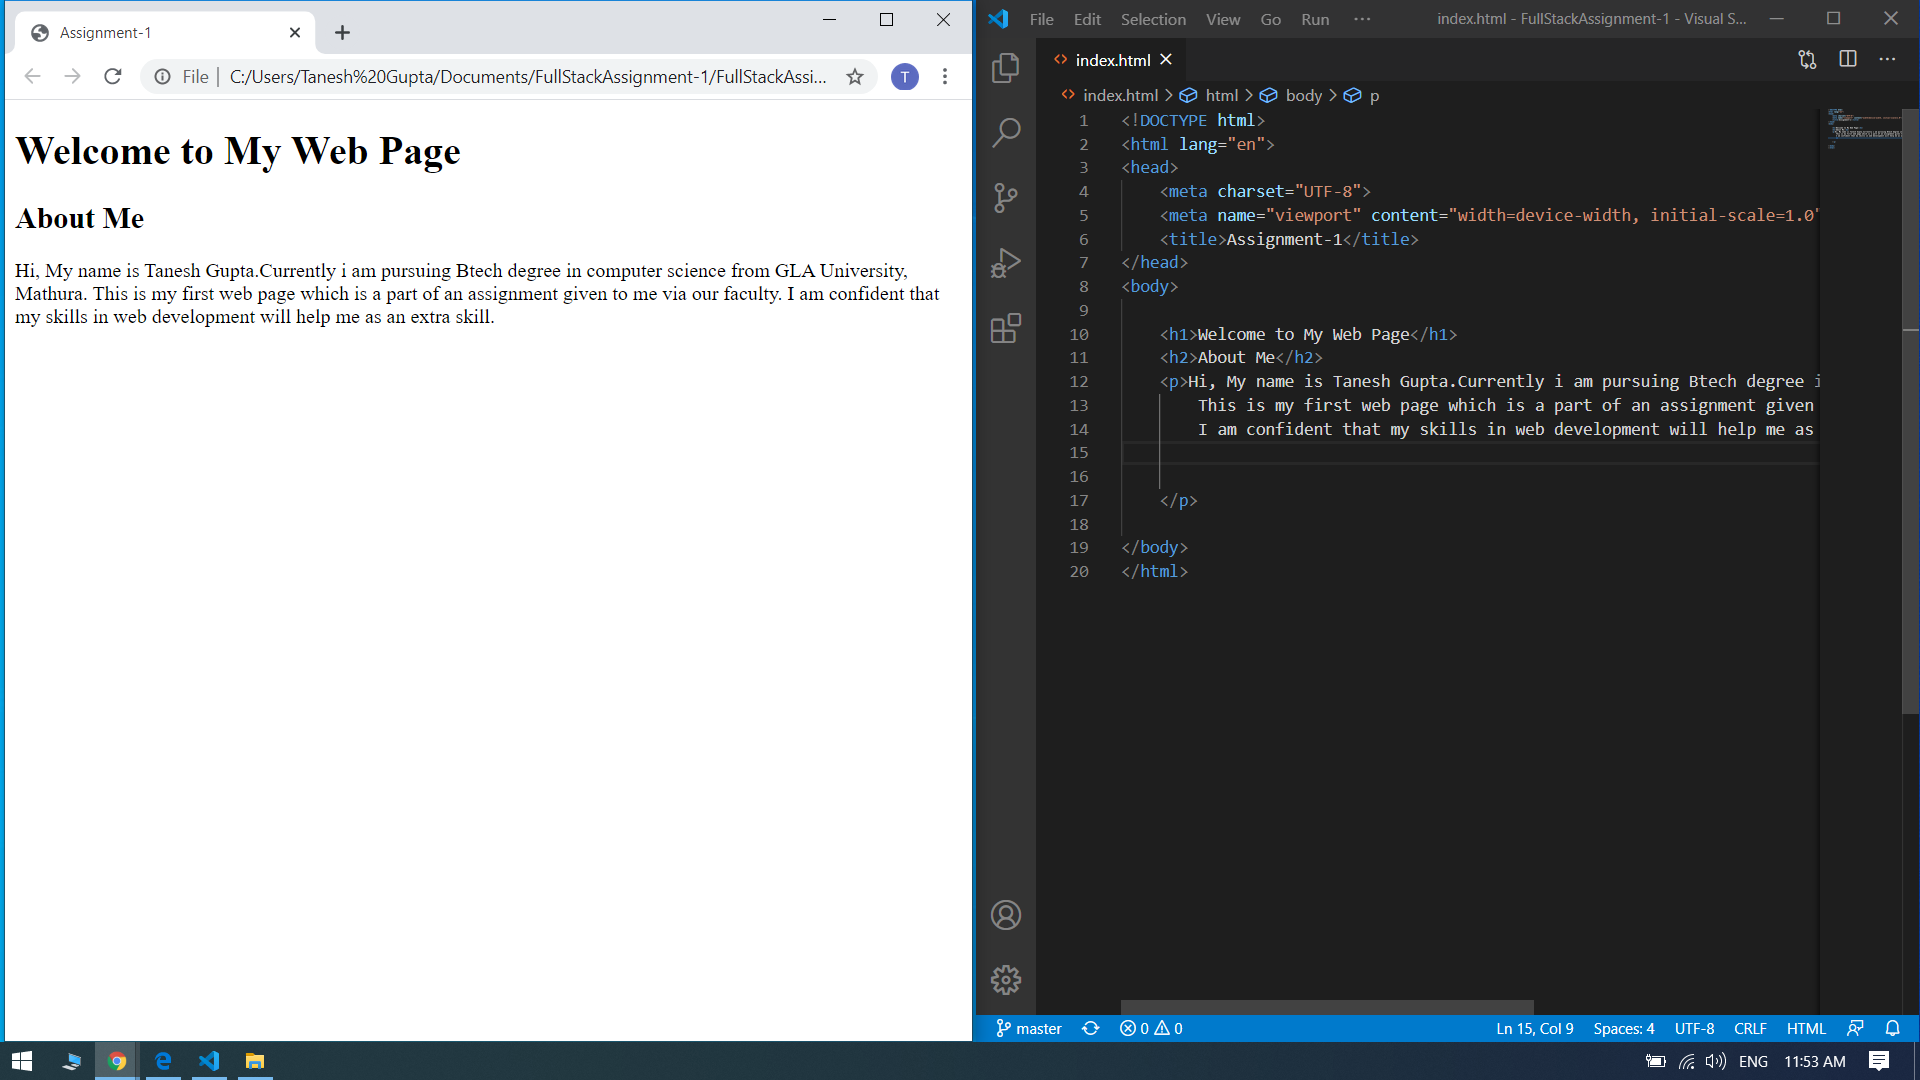 Assignment-1
File | C:/Users/Tanesh%20Gupta/Documents/FullStackAssignment-1/FullStackAssi...
T
Welcome to My Web Page
About Me
Hi, My name is Tanesh Gupta.Currently i am pursuing Btech degree in computer science from GLA University,
Mathura. This is my first web page which is a part of an assignment given to me via our faculty. I am confident that
my skills in web development will help me as an extra skill.
File Edit Selection View Go Run ··· index.html - FullStackAssignment-1 - Visual S...
index.html
index.html > html > body > p
1 <!DOCTYPE html>
2 <html lang="en">
3 <head>
4 <meta charset="UTF-8">
5 <meta name="viewport" content="width=device-width, initial-scale=1.0"
6 <title>Assignment-1</title>
7 </head>
8 <body>
9
10 <h1>Welcome to My Web Page</h1>
11 <h2>About Me</h2>
12 <p>Hi, My name is Tanesh Gupta.Currently i am pursuing Btech degree i
13 This is my first web page which is a part of an assignment given
14 I am confident that my skills in web development will help me as
15
16
17 </p>
18
19 </body>
20 </html>
master 0 0 Ln 15, Col 9 Spaces: 4 UTF-8 CRLF HTML
ENG 11:53 AM